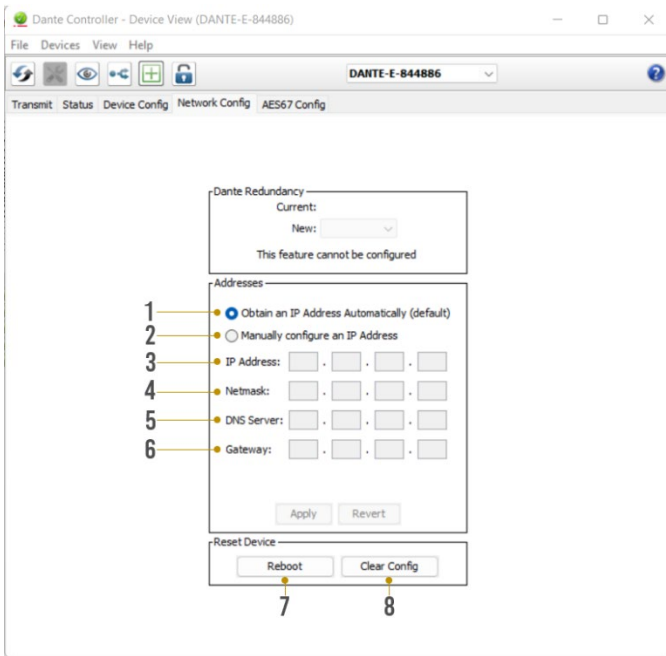 Dante Controller - Device View (DANTE-E-844886)
File Devices View Help
DANTE-E-844886
Transmit Status Device Config Network Config AES67 Config
Dante Redundancy
Current:
New:
This feature cannot be configured
Addresses
1 Obtain an IP Address Automatically (default)
2 Manually configure an IP Address
3 IP Address: . . .
4 Netmask: . . .
5 DNS Server: . . .
6 Gateway: . . .
Apply Revert
Reset Device
Reboot Clear Config
7 8